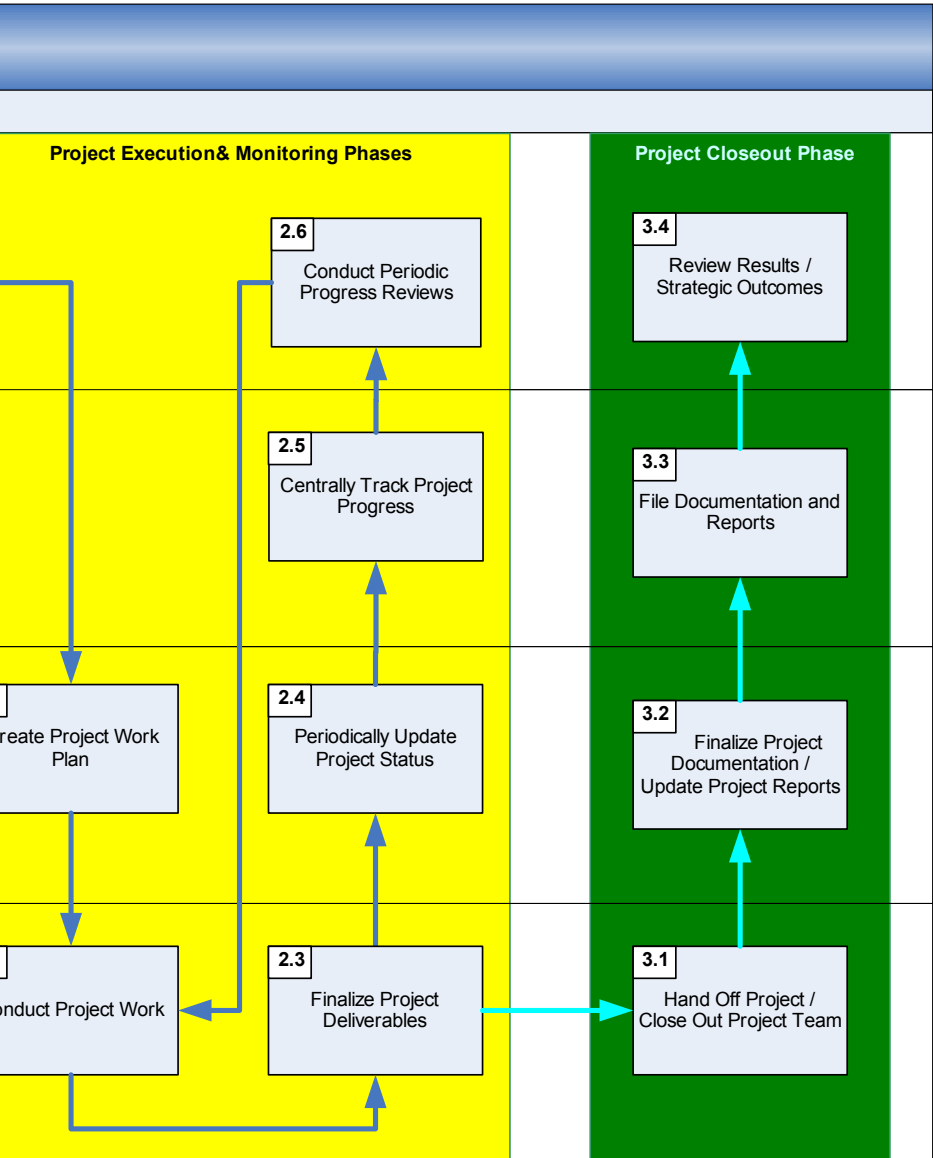 Project Execution& Monitoring Phases
Project Closeout Phase
2.6
Conduct Periodic
Progress Reviews
3.4
Review Results /
Strategic Outcomes
2.5
Centrally Track Project
Progress
3.3
File Documentation and
Reports
reate Project Work
Plan
2.4
Periodically Update
Project Status
3.2
Finalize Project
Documentation /
Update Project Reports
onduct Project Work
2.3
Finalize Project
Deliverables
3.1
Hand Off Project /
Close Out Project Team